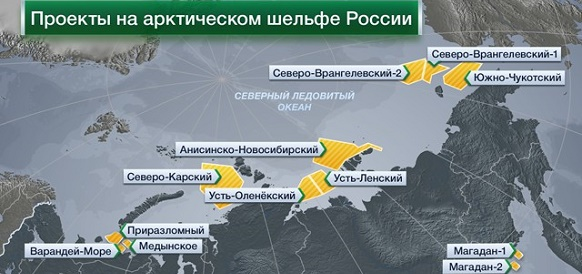 Проекты на арктическом шельфе России
Северо-Врангелевский-1
Северо-Врангелевский-2
Южно-Чукотский
СЕВЕРНЫЙ ЛЕДОВИТЫЙ
ОКЕАН
Анисинско-Новосибирский
Северо-Карский
Усть-Ленский
Усть-Оленёкский
Приразломный
Варандей-Море
Медынское
Магадан-1
Магадан-2